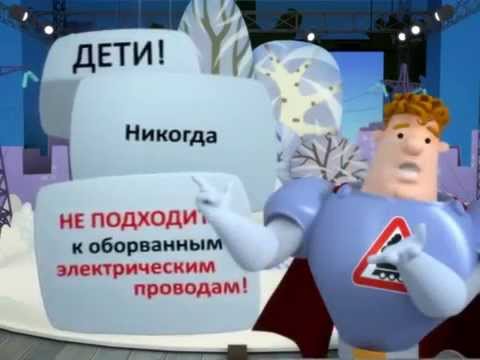 ДЕТИ!
Никогда
НЕ ПОДХОДИТ
к оборванным
электрическим
проводам!